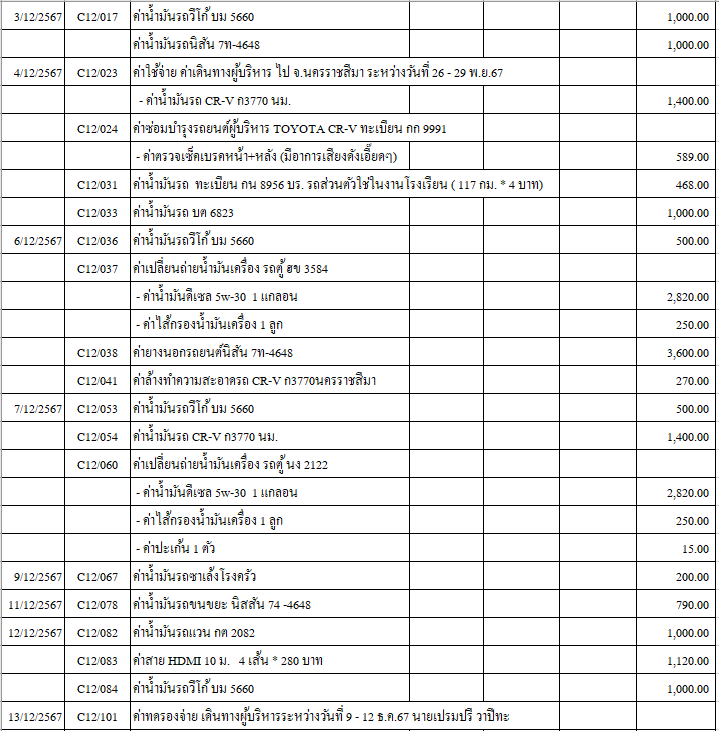 3/12/2567 C12/017 ค่าน้ำมันรถวีโก้ บม 5660 1,000.00
ค่าน้ำมันรถนิสัน 7ท-4648 1,000.00
4/12/2567 C12/023 ค่าใช้จ่าย ค่าเดินทางผู้บริหาร ไป จ.นครราชสีมา ระหว่างวันที่ 26 - 29 พ.ย.67
- ค่าน้ำมันรถ CR-V ก3770 นม. 1,400.00
C12/024 ค่าซ่อมบำรุงรถยนต์ผู้บริหาร TOYOTA CR-V ทะเบียน กก 9991
- ค่าตรวจเช็คเบรคหน้า+หลัง (มีอาการเสียงดังเอี๊ยดๆ) 589.00
C12/031 ค่าน้ำมันรถ ทะเบียน กน 8956 บร. รถส่วนตัวใช้ในงานโรงเรียน ( 117 กม. * 4 บาท) 468.00
C12/033 ค่าน้ำมันรถ บต 6823 1,000.00
6/12/2567 C12/036 ค่าน้ำมันรถวีโก้ บม 5660 500.00
C12/037 ค่าเปลี่ยนถ่ายน้ำมันเครื่อง รถตู้ ฮข 3584
- ค่าน้ำมันดีเซล 5w-30 1 แกลอน 2,820.00
- ค่าไส้กรองน้ำมันเครื่อง 1 ลูก 250.00
C12/038 ค่ายางนอกรถยนต์นิสัน 7ท-4648 3,600.00
C12/041 ค่าล้างทำความสะอาดรถ CR-V ก3770นครราชสีมา 270.00
7/12/2567 C12/053 ค่าน้ำมันรถวีโก้ บม 5660 500.00
C12/054 ค่าน้ำมันรถ CR-V ก3770 นม. 1,400.00
C12/060 ค่าเปลี่ยนถ่ายน้ำมันเครื่อง รถตู้ นง 2122
- ค่าน้ำมันดีเซล 5w-30 1 แกลอน 2,820.00
- ค่าไส้กรองน้ำมันเครื่อง 1 ลูก 250.00
- ค่าปะเก้น 1 ตัว 15.00
9/12/2567 C12/067 ค่าน้ำมันรถซาเล้งโรงครัว 200.00
11/12/2567 C12/078 ค่าน้ำมันรถขนขยะ นิสสัน 74 -4648 790.00
12/12/2567 C12/082 ค่าน้ำมันรถแวน กต 2082 1,000.00
C12/083 ค่าสาย HDMI 10 ม. 4 เส้น * 280 บาท 1,120.00
C12/084 ค่าน้ำมันรถวีโก้ บม 5660 1,000.00
13/12/2567 C12/101 ค่าทดรองจ่าย เดินทางผู้บริหารระหว่างวันที่ 9 - 12 ธ.ค.67 นายเปรมปรี วาปีทะ